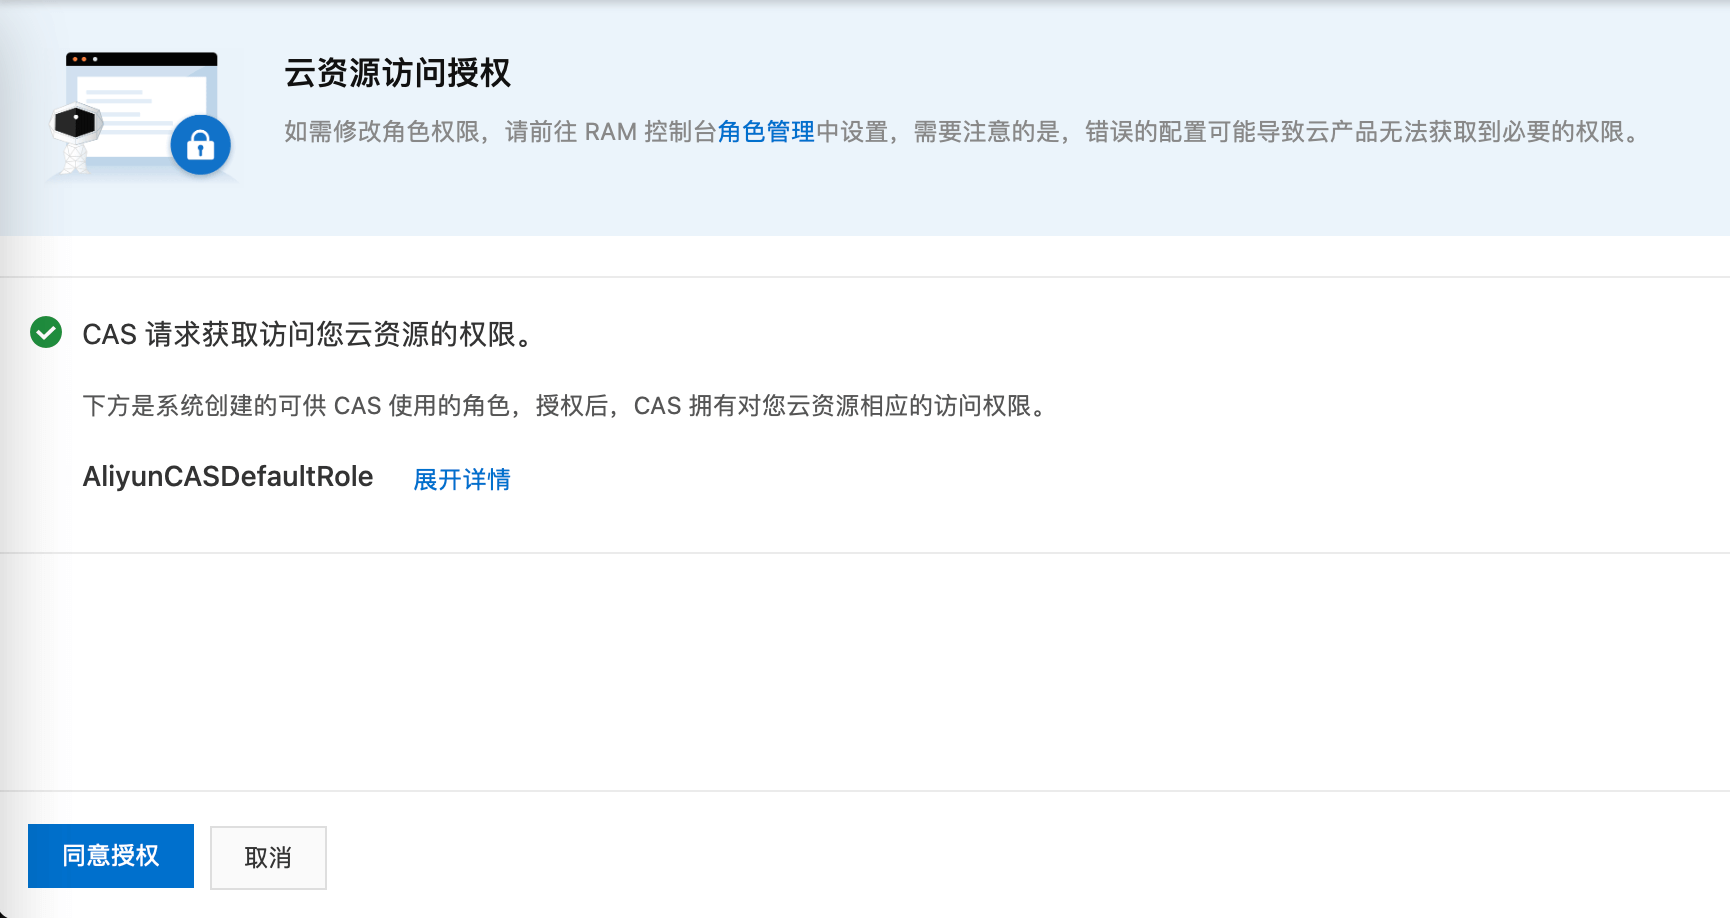 云资源访问授权
如需修改角色权限，请前往 RAM 控制台角色管理中设置，需要注意的是，错误的配置可能导致云产品无法获取到必要的权限。
CAS 请求获取访问您云资源的权限。
下方是系统创建的可供 CAS 使用的角色，授权后，CAS 拥有对您云资源相应的访问权限。
AliyunCASDefaultRole 展开详情
同意授权 取消